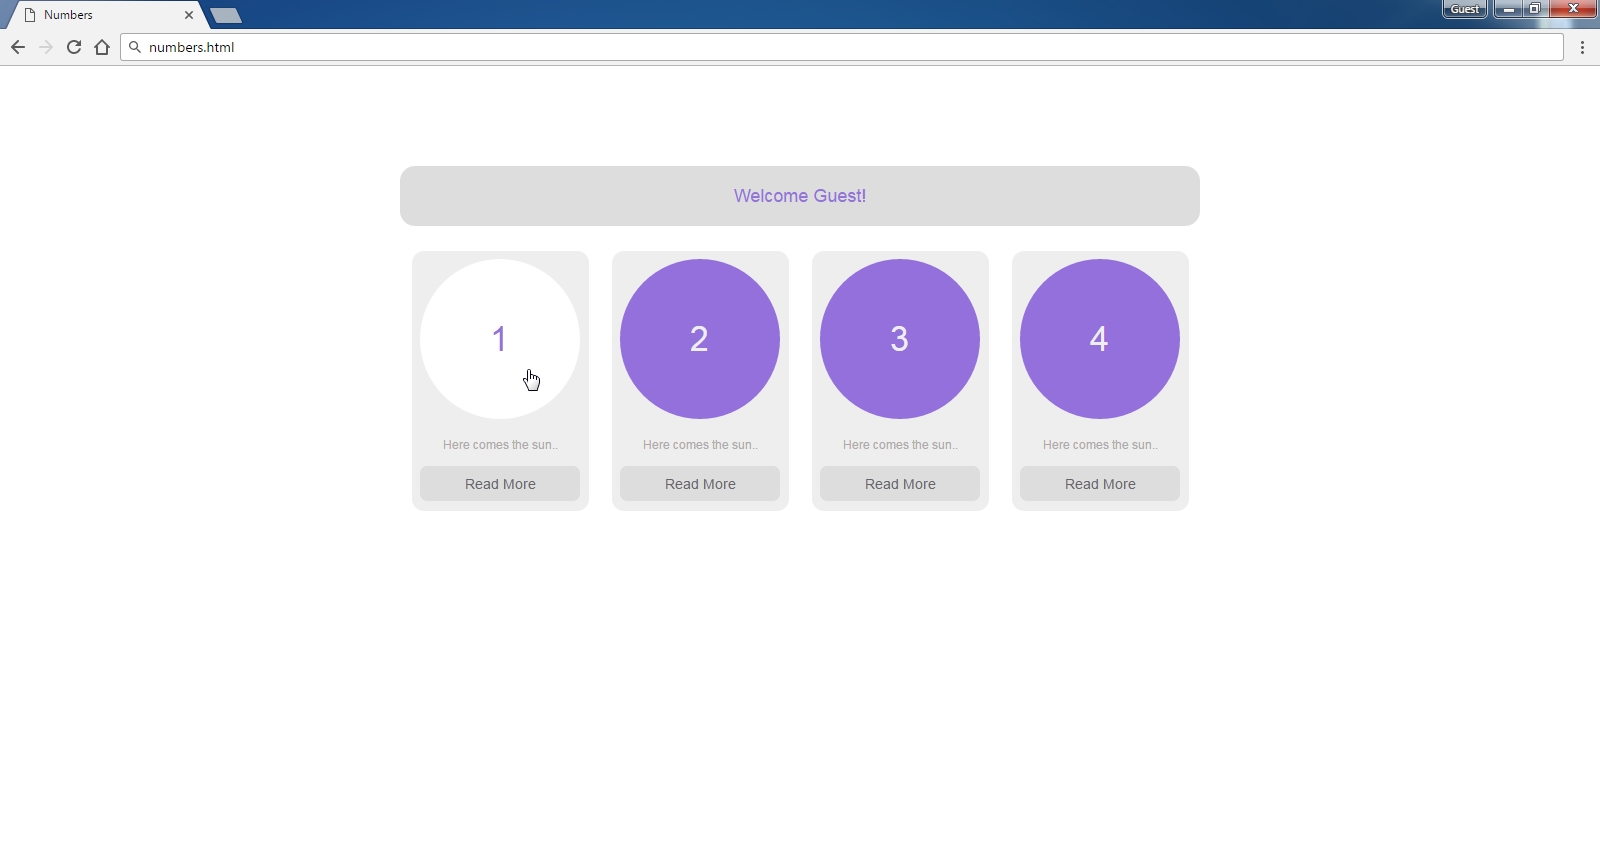 Numbers
Guest
numbers.html
Welcome Guest!
1 2 3 4
Here comes the sun.. Here comes the sun.. Here comes the sun.. Here comes the sun..
Read More Read More Read More Read More